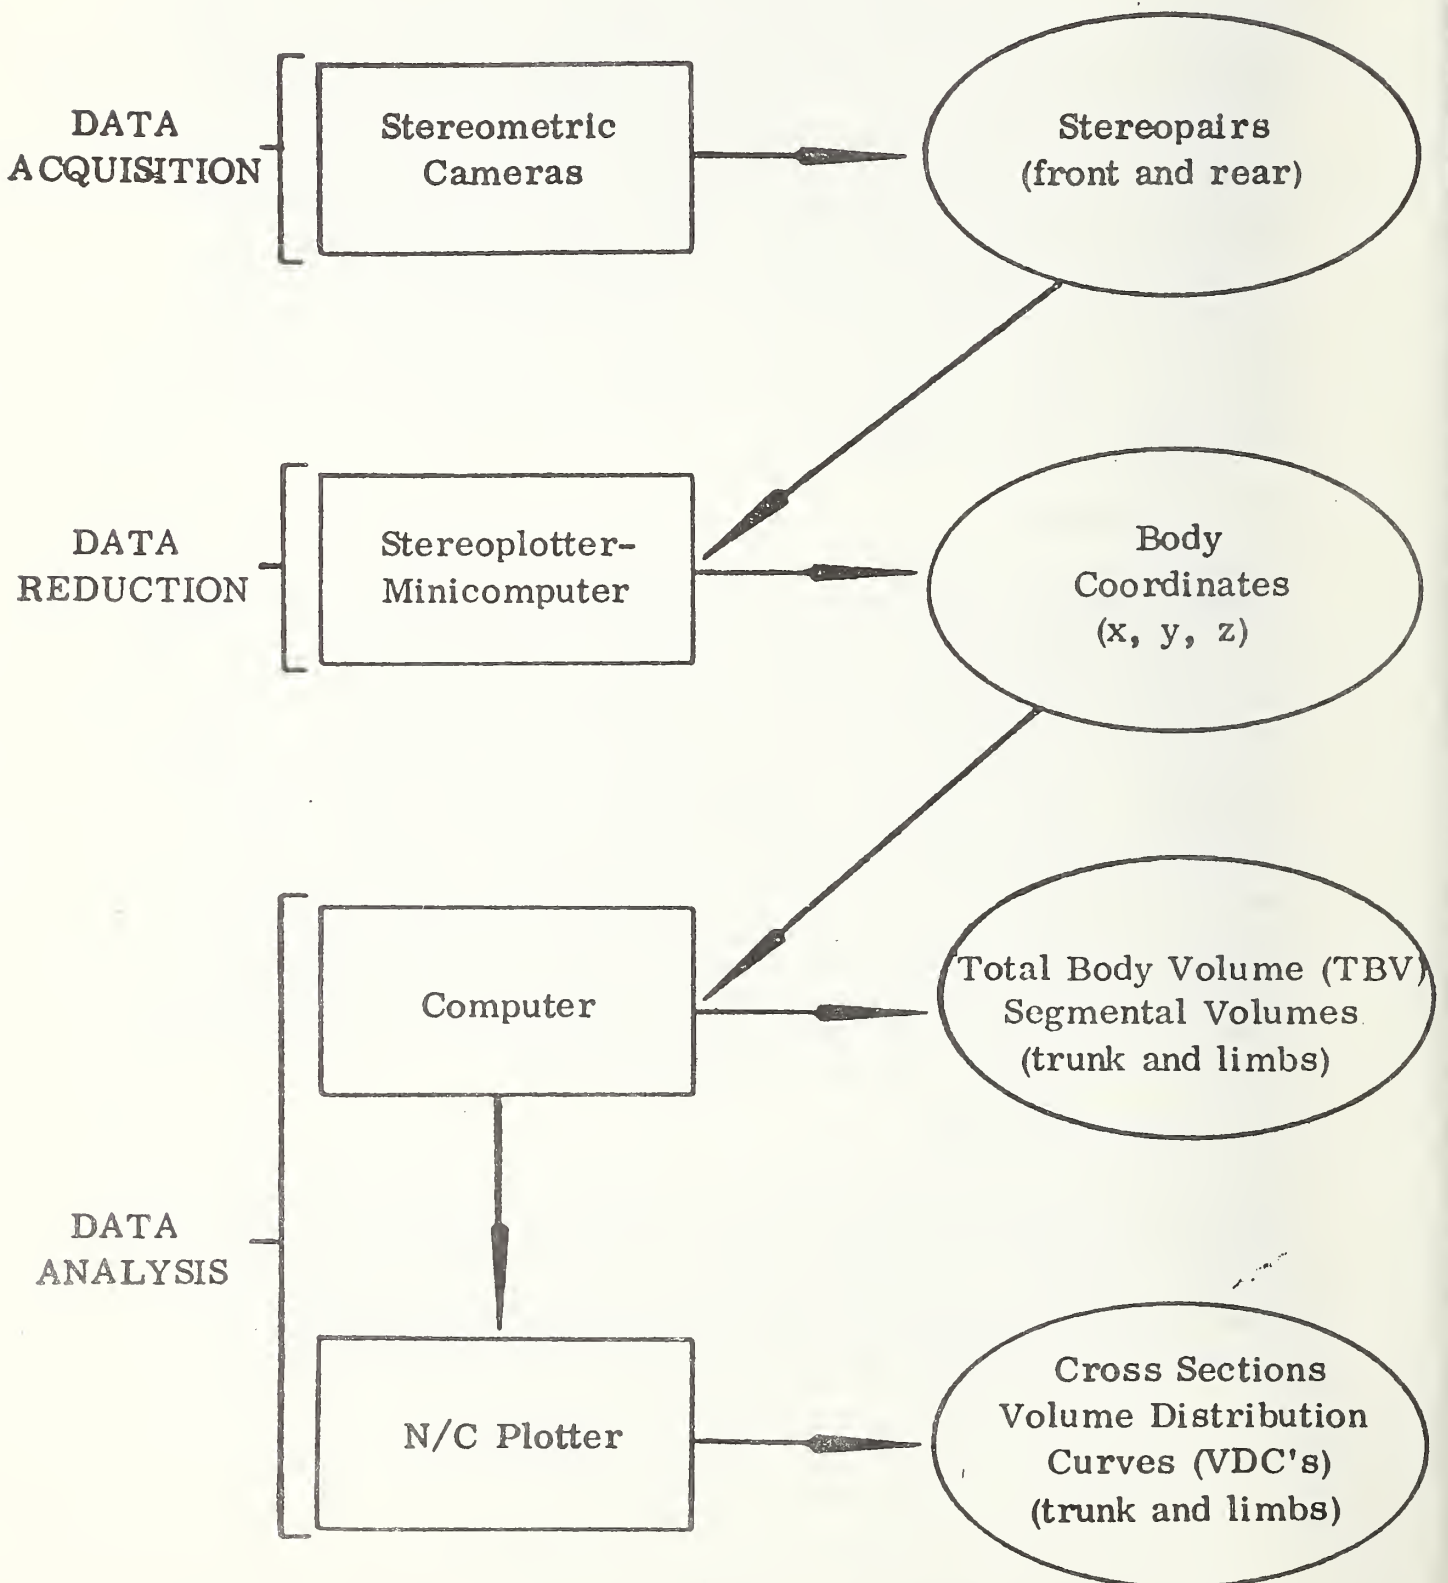 DATA
ACQUISITION
Stereometric
Cameras
Stereopairs
(front and rear)
DATA
REDUCTION
Stereoplotter-
Minicomputer
Body
Coordinates
(x, y, z)
Computer
Total Body Volume (TBV)
Segmental Volumes
(trunk and limbs)
DATA
ANALYSIS
N/C Plotter
Cross Sections
Volume Distribution
Curves (VDC's)
(trunk and limbs)